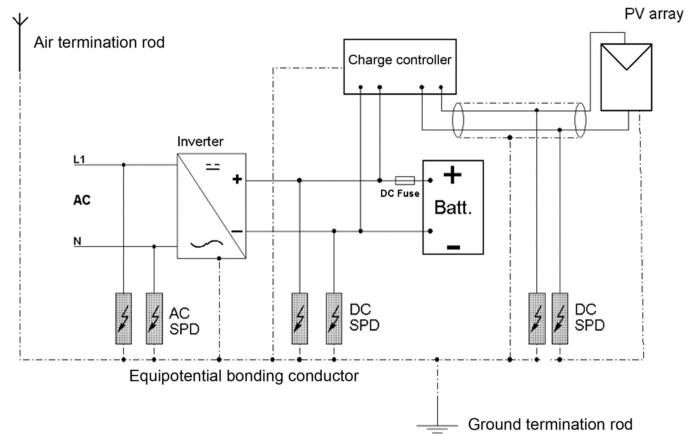 PV array
Air termination rod
Charge controller
Inverter
L1
+
+
DC Fuse
AC
Batt.
N
−
−
AC
SPD
DC
SPD
DC
SPD
Equipotential bonding conductor
Ground termination rod